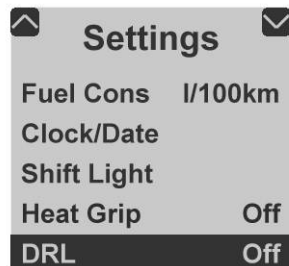 Settings
Fuel Cons l/100km
Clock/Date
Shift Light
Heat Grip Off
DRL Off